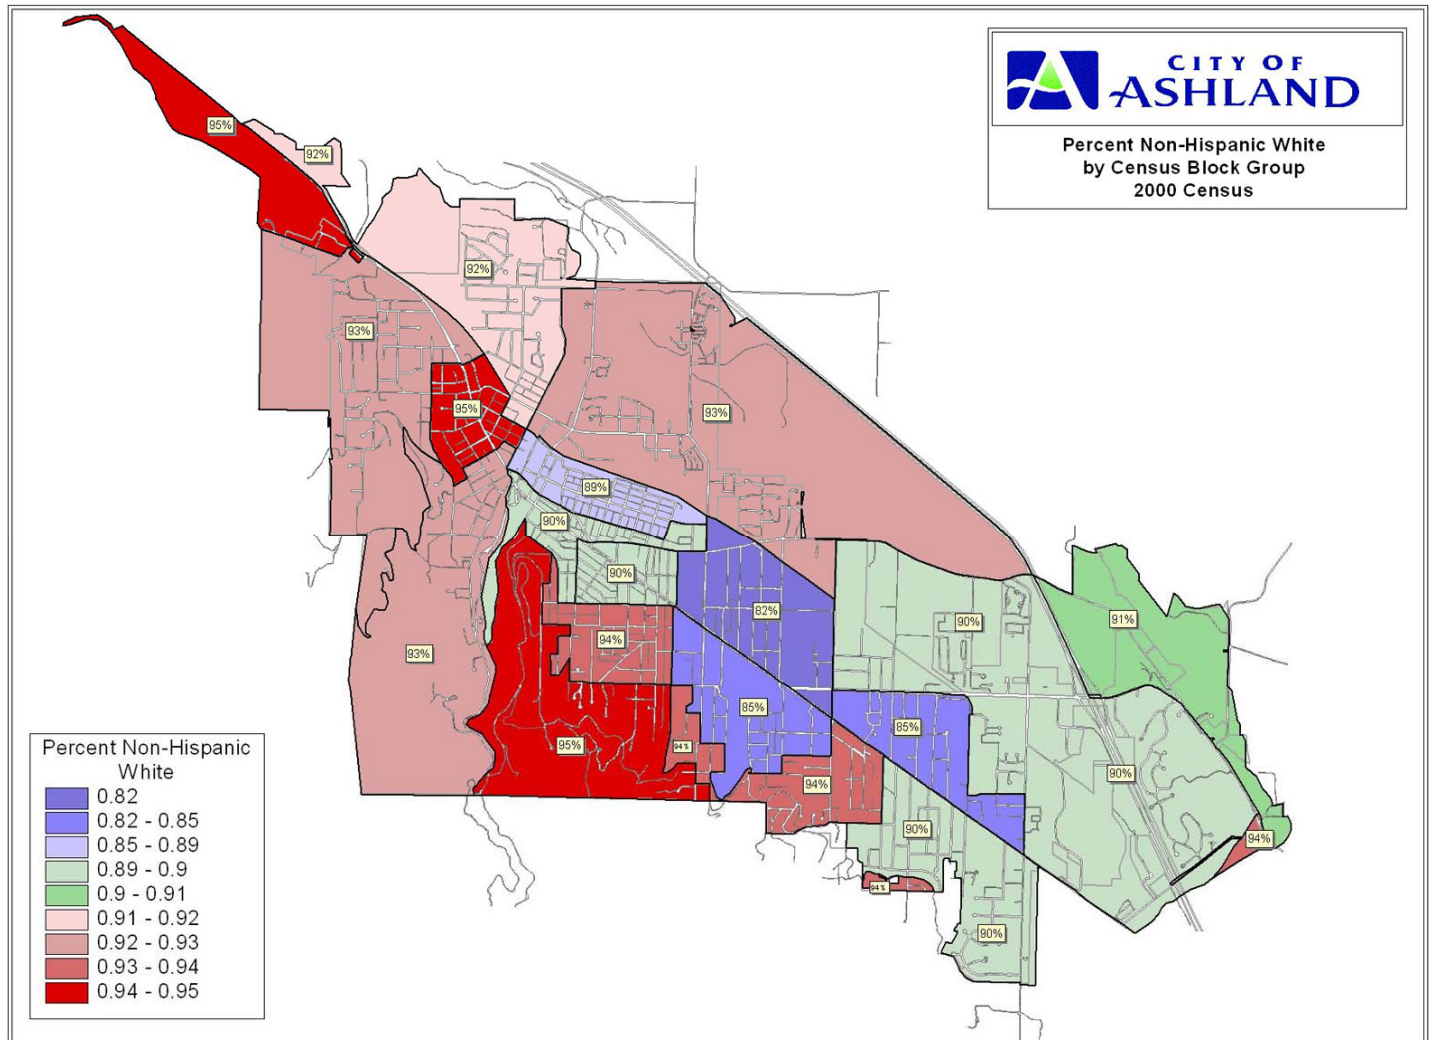 CITY OF
ASHLAND
Percent Non-Hispanic White
by Census Block Group
2000 Census
95%
92%
92%
93%
95%
93%
89%
90%
90%
82%
94%
90%
91%
93%
85%
85%
94%
95%
90%
94%
90%
94%
94%
90%
Percent Non-Hispanic
White
0.82
0.82 - 0.85
0.85 - 0.89
0.89 - 0.9
0.9 - 0.91
0.91 - 0.92
0.92 - 0.93
0.93 - 0.94
0.94 - 0.95